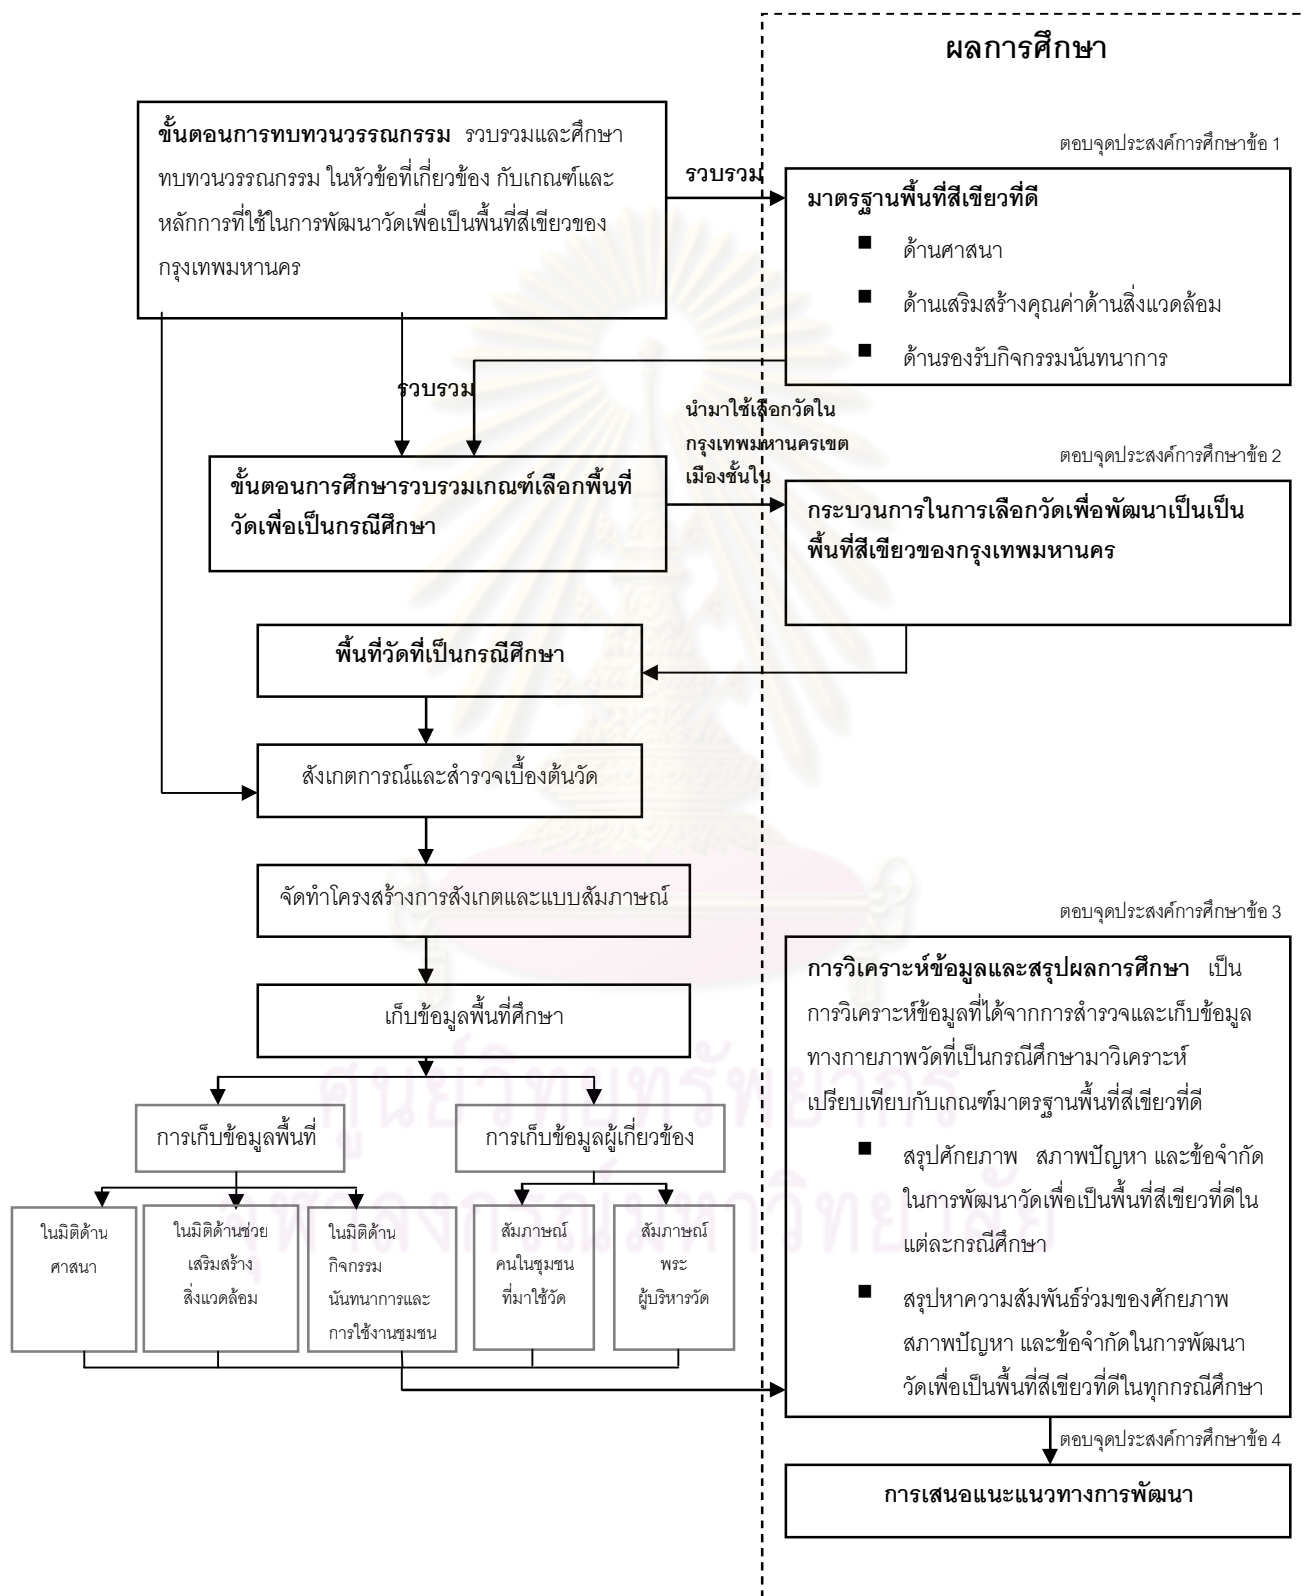 ผลการศึกษา
ขั้นตอนการทบทวนวรรณกรรม รวบรวมและศึกษา
ทบทวนวรรณกรรม ในหัวข้อที่เกี่ยวข้อง กับเกณฑ์และ
หลักการที่ใช้ในการพัฒนาวัดเพื่อเป็นพื้นที่สีเขียวของ
กรุงเทพมหานคร
รวบรวม
ตอบจุดประสงค์การศึกษาข้อ 1
มาตรฐานพื้นที่สีเขียวที่ดี
■ ด้านศาสนา
■ ด้านเสริมสร้างคุณค่าด้านสิ่งแวดล้อม
■ ด้านรองรับกิจกรรมนันทนาการ
รวบรวม
นำมาใช้เลือกวัดใน
กรุงเทพมหานครเขต
เมืองชั้นใน
ขั้นตอนการศึกษารวบรวมเกณฑ์เลือกพื้นที่
วัดเพื่อเป็นกรณีศึกษา
ตอบจุดประสงค์การศึกษาข้อ 2
กระบวนการในการเลือกวัดเพื่อพัฒนาเป็นเป็น
พื้นที่สีเขียวของกรุงเทพมหานคร
พื้นที่วัดที่เป็นกรณีศึกษา
สังเกตการณ์และสำรวจเบื้องต้นวัด
จัดทำโครงสร้างการสังเกตและแบบสัมภาษณ์
เก็บข้อมูลพื้นที่ศึกษา
การเก็บข้อมูลพื้นที่
การเก็บข้อมูลผู้เกี่ยวข้อง
ในมิติด้าน
ศาสนา
ในมิติด้านช่วย
เสริมสร้าง
สิ่งแวดล้อม
ในมิติด้าน
กิจกรรม
นันทนาการและ
การใช้งานชุมชน
สัมภาษณ์
คนในชุมชน
ที่มาใช้วัด
สัมภาษณ์
พระ
ผู้บริหารวัด
ตอบจุดประสงค์การศึกษาข้อ 3
การวิเคราะห์ข้อมูลและสรุปผลการศึกษา เป็น
การวิเคราะห์ข้อมูลที่ได้จากการสำรวจและเก็บข้อมูล
ทางกายภาพวัดที่เป็นกรณีศึกษามาวิเคราะห์
เปรียบเทียบกับเกณฑ์มาตรฐานพื้นที่สีเขียวที่ดี
■ สรุปศักยภาพ สภาพปัญหา และข้อจำกัด
ในการพัฒนาวัดเพื่อเป็นพื้นที่สีเขียวที่ดีใน
แต่ละกรณีศึกษา
■ สรุปหาความสัมพันธ์ร่วมของศักยภาพ
สภาพปัญหา และข้อจำกัดในการพัฒนา
วัดเพื่อเป็นพื้นที่สีเขียวที่ดีในทุกกรณีศึกษา
ตอบจุดประสงค์การศึกษาข้อ 4
การเสนอแนะแนวทางการพัฒนา
ศูนย์วิทยทรัพยากร
จุฬาลงกรณ์มหาวิทยาลัย